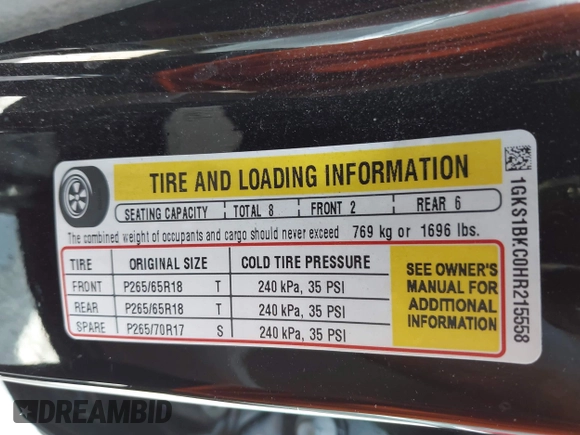 TIRE AND LOADING INFORMATION
SEATING CAPACITY TOTAL 8 FRONT 2 REAR 6
The combined weight of occupants and cargo should never exceed 769 kg or 1696 lbs.
TIRE ORIGINAL SIZE COLD TIRE PRESSURE
FRONT P265/65R18 T 240 kPa, 35 PSI
REAR P265/65R18 T 240 kPa, 35 PSI
SPARE P265/70R17 S 240 kPa, 35 PSI
SEE OWNER'S
MANUAL FOR
ADDITIONAL
INFORMATION
1GKS1BKC0HR215558
DREAMBID